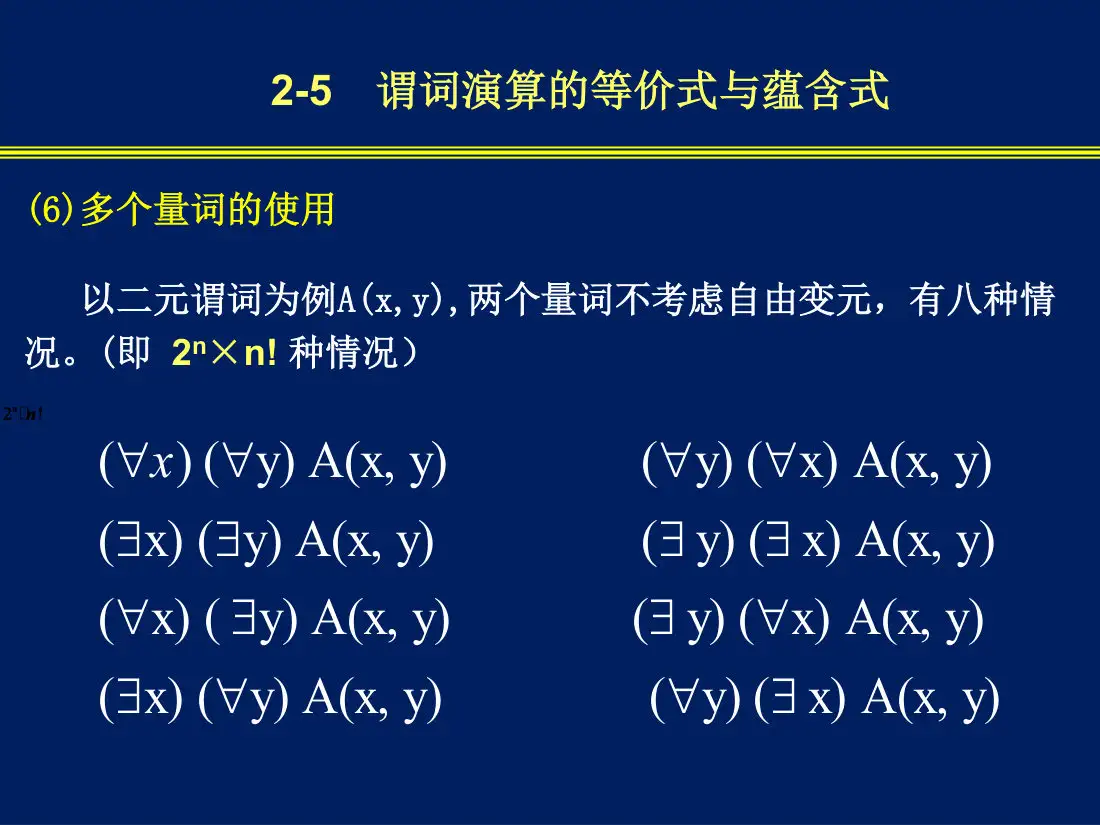 2-5 谓词演算的等价式与蕴含式
(6)多个量词的使用
以二元谓词为例A(x,y),两个量词不考虑自由变元，有八种情
况。(即 2ⁿ×n! 种情况）
2ⁿ n!
(∀x) (∀y) A(x, y) (∀y) (∀x) A(x, y)
(∃x) (∃y) A(x, y) (∃ y) (∃ x) A(x, y)
(∀x) ( ∃y) A(x, y) (∃ y) (∀x) A(x, y)
(∃x) (∀y) A(x, y) (∀y) (∃ x) A(x, y)